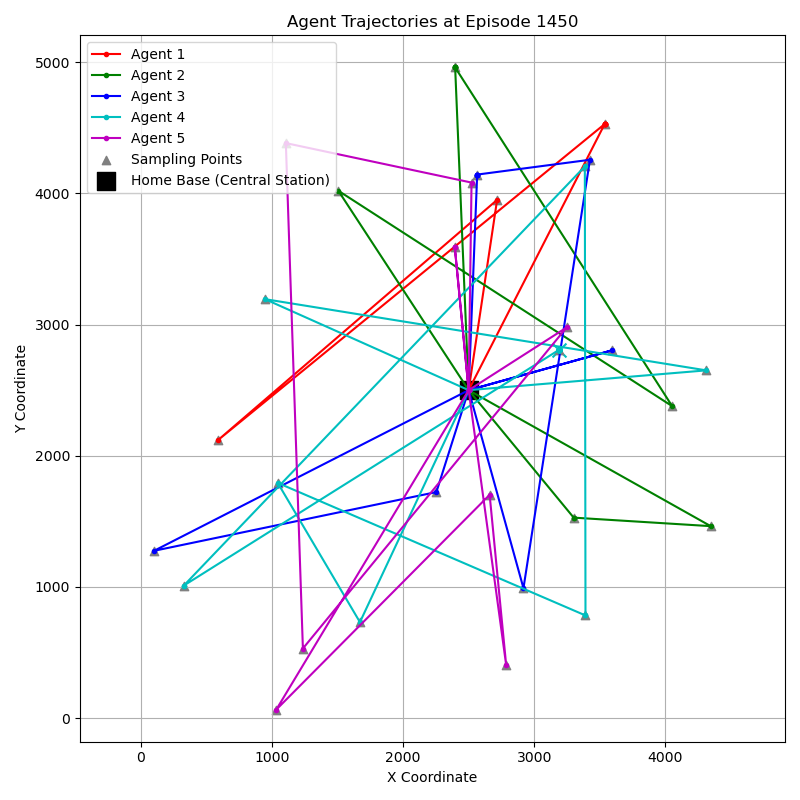 Agent Trajectories at Episode 1450
Agent 1
Agent 2
Agent 3
Agent 4
Agent 5
Sampling Points
Home Base (Central Station)
Y Coordinate
5000
4000
3000
2000
1000
0
0
1000
2000
3000
4000
X Coordinate